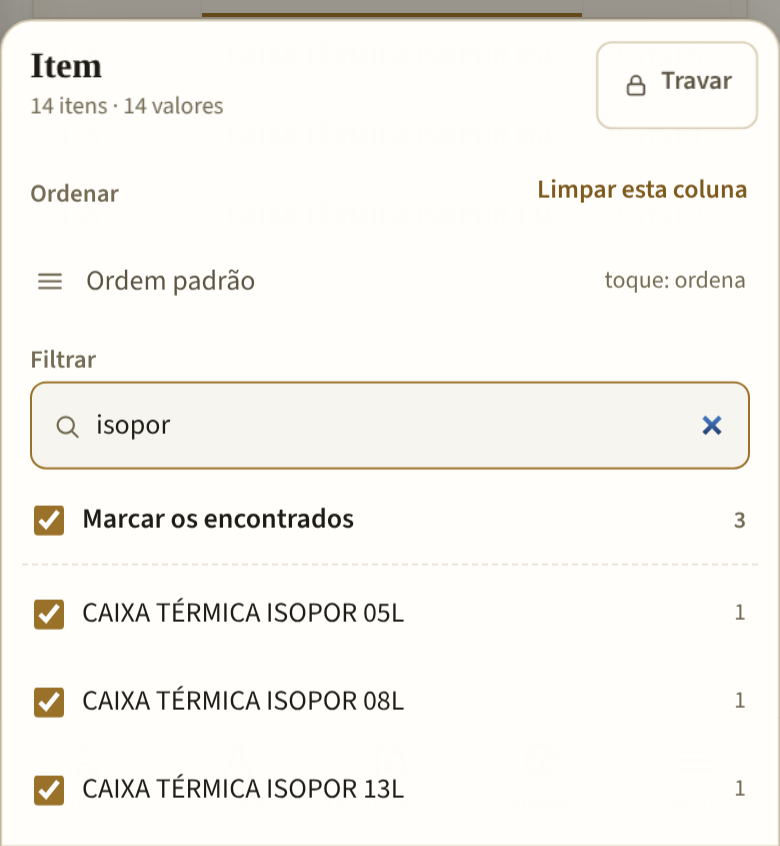 Item
Travar
14 itens · 14 valores
Ordenar
Limpar esta coluna
Ordem padrão
toque: ordena
Filtrar
isopor
Marcar os encontrados
3
CAIXA TÉRMICA ISOPOR 05L
1
CAIXA TÉRMICA ISOPOR 08L
1
CAIXA TÉRMICA ISOPOR 13L
1